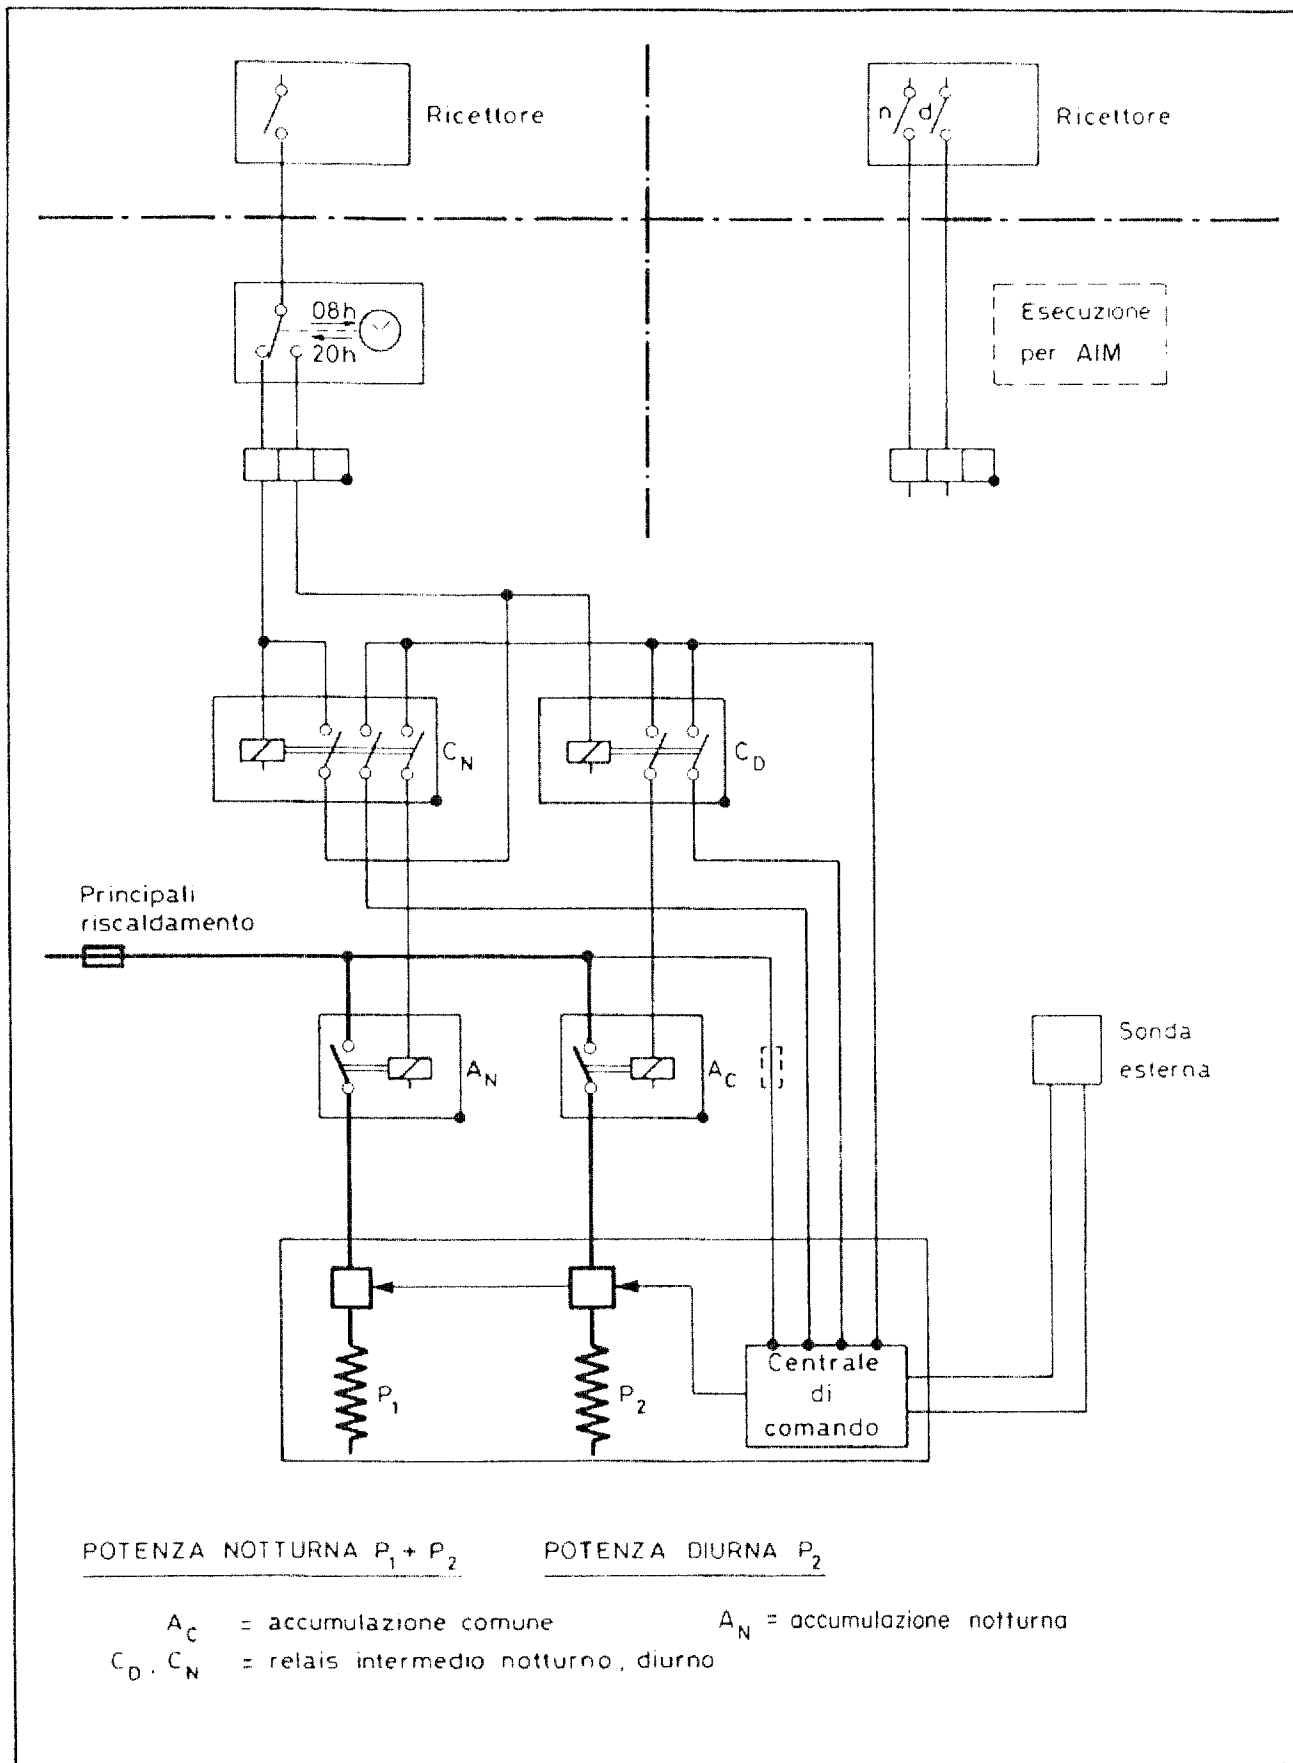 Ricettore
n d
Ricettore
08h
20h
Esecuzione
per AIM
C_N
C_D
Principali
riscaldamento
A_N
A_C
Sonda
esterna
P_1
P_2
Centrale
di
comando
POTENZA NOTTURNA P_1 + P_2
POTENZA DIURNA P_2
A_C = accumulazione comune
A_N = accumulazione notturna
C_D, C_N = relais intermedio notturno, diurno